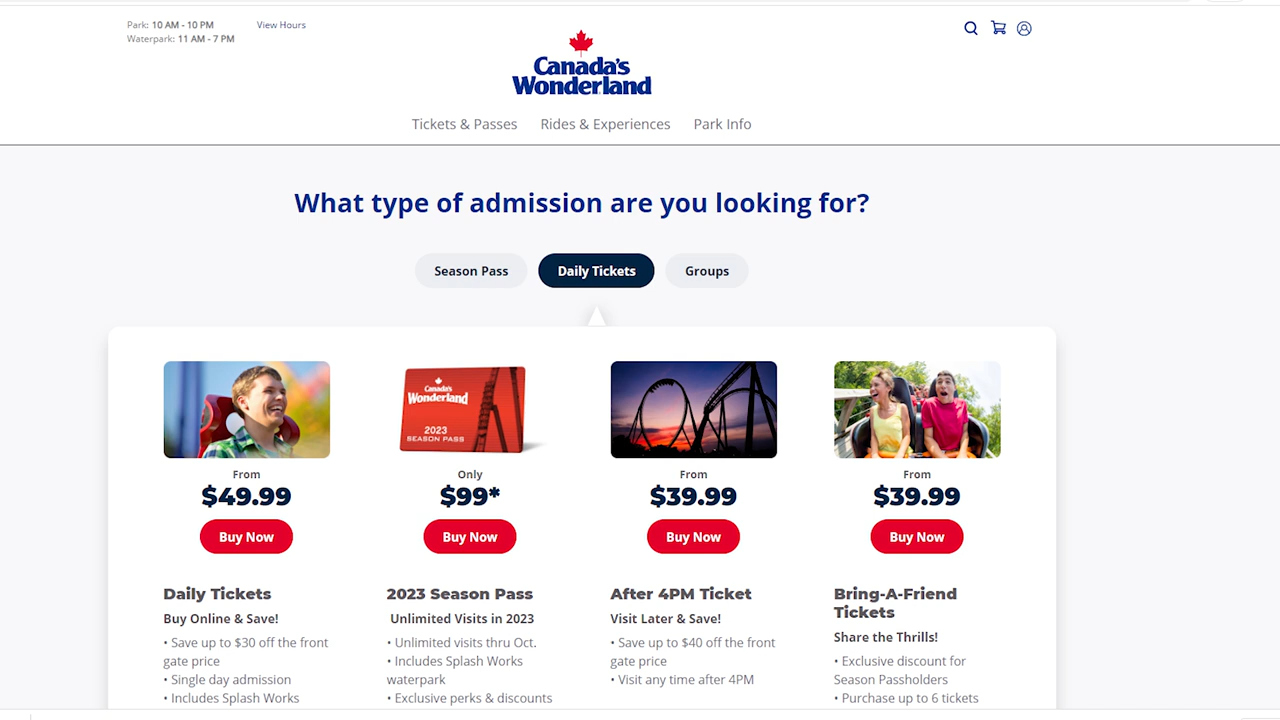 Park: 10 AM - 10 PM
View Hours
Waterpark: 11 AM - 7 PM
Canada's
Wonderland
Tickets & Passes
Rides & Experiences
Park Info
What type of admission are you looking for?
Season Pass
Daily Tickets
Groups
Canada's
Wonderland
2023
SEASON PASS
From
$49.99
Buy Now
Daily Tickets
Buy Online & Save!
• Save up to $30 off the front
gate price
• Single day admission
• Includes Splash Works
Only
$99*
Buy Now
2023 Season Pass
Unlimited Visits in 2023
• Unlimited visits thru Oct.
• Includes Splash Works
waterpark
• Exclusive perks & discounts
From
$39.99
Buy Now
After 4PM Ticket
Visit Later & Save!
• Save up to $40 off the front
gate price
• Visit any time after 4PM
From
$39.99
Buy Now
Bring-A-Friend
Tickets
Share the Thrills!
• Exclusive discount for
Season Passholders
• Purchase up to 6 tickets